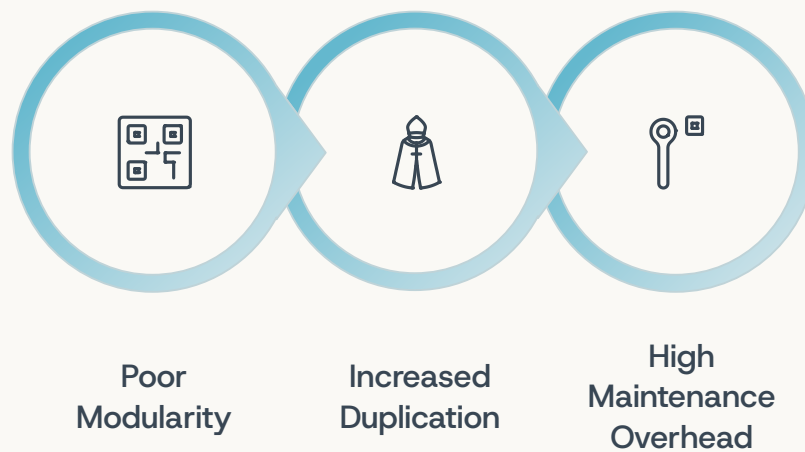 Poor
Modularity
Increased
Duplication
High
Maintenance
Overhead